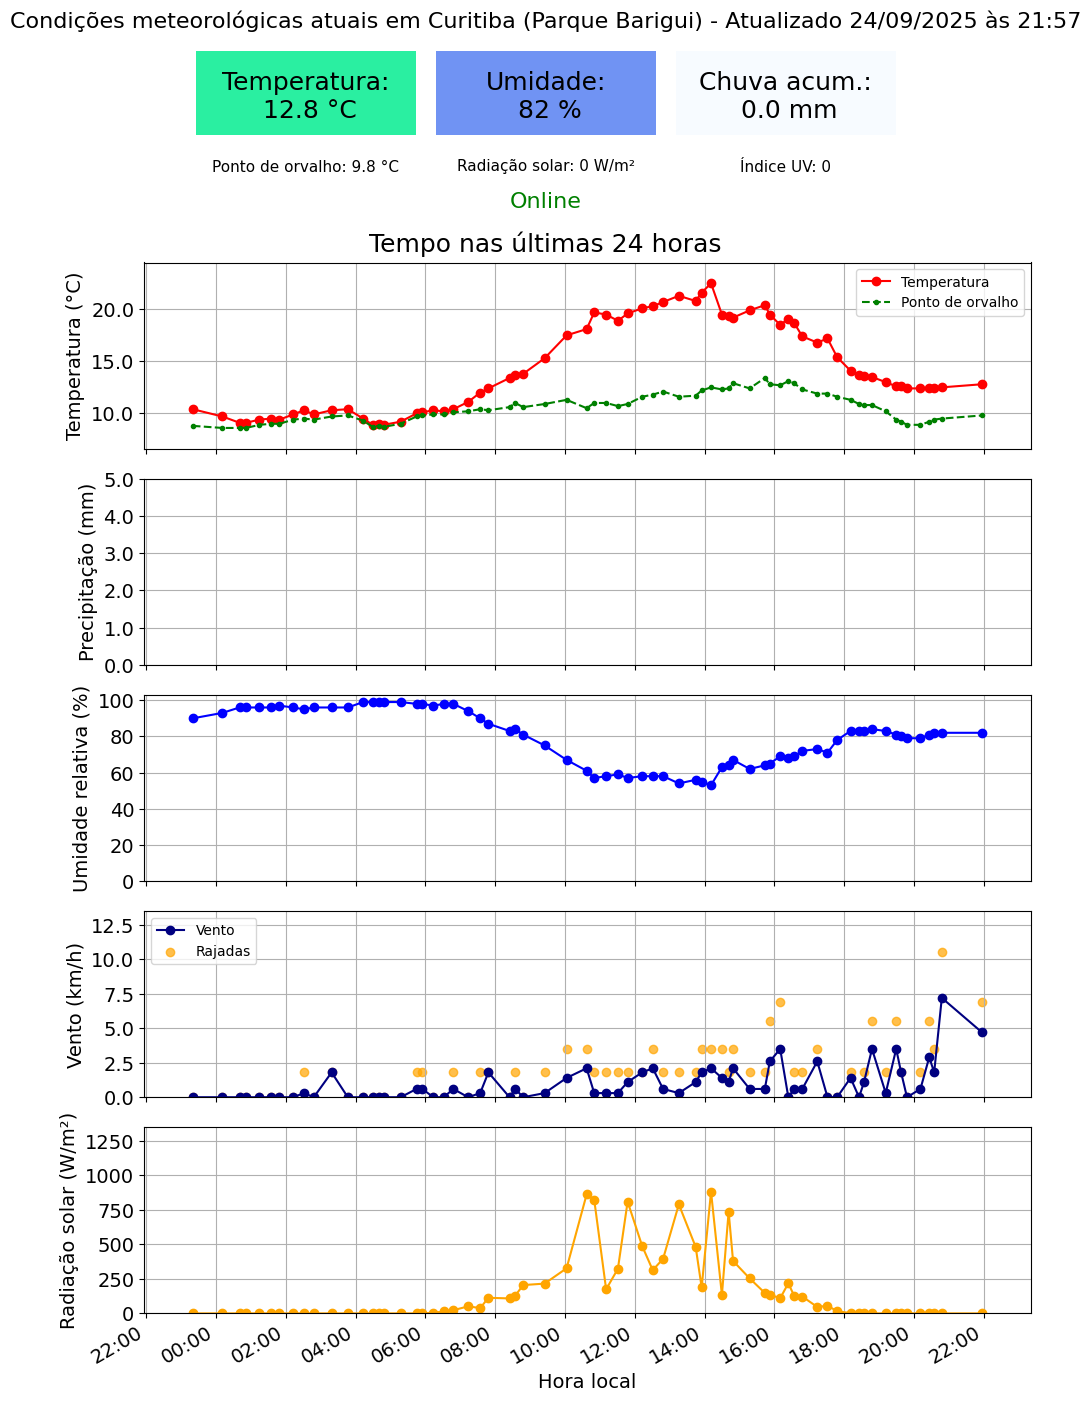 Condições meteorológicas atuais em Curitiba (Parque Barigui) - Atualizado 24/09/2025 às 21:57
Temperatura:
12.8 °C
Umidade:
82 %
Chuva acum.:
0.0 mm
Ponto de orvalho: 9.8 °C
Radiação solar: 0 W/m²
Índice UV: 0
Online
Tempo nas últimas 24 horas
Temperatura (°C)
20.0
15.0
10.0
Temperatura
Ponto de orvalho
Precipitação (mm)
5.0
4.0
3.0
2.0
1.0
0.0
Umidade relativa (%)
100
80
60
40
20
0
Vento (km/h)
12.5
10.0
7.5
5.0
2.5
0.0
Vento
Rajadas
Radiação solar (W/m²)
1250
1000
750
500
250
0
22:00
00:00
02:00
04:00
06:00
08:00
10:00
12:00
14:00
16:00
18:00
20:00
22:00
Hora local